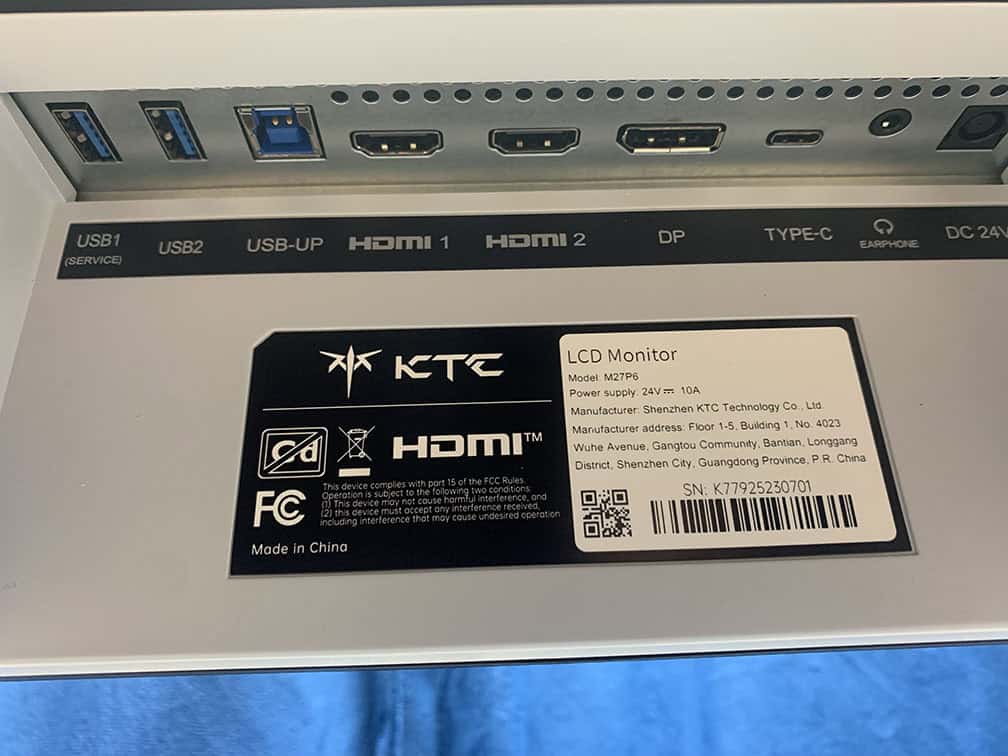 USB1
(SERVICE)
USB2
USB-UP
HDMI 1
HDMI 2
DP
TYPE-C
EARPHONE
DC 24V
KTC
Cd
HDMI™
FC
This device complies with part 15 of the FCC Rules.
Operation is subject to the following two conditions:
(1) This device may not cause harmful interference, and
(2) this device must accept any interference received,
including interference that may cause undesired operation
Made in China
LCD Monitor
Model: M27P6
Power supply: 24V⎓ 10A
Manufacturer: Shenzhen KTC Technology Co., Ltd.
Manufacturer address: Floor 1-5, Building 1, No. 4023
Wuhe Avenue, Gangtou Community, Bantian, Longgang
District, Shenzhen City, Guangdong Province, P.R. China
SN: K77925230701